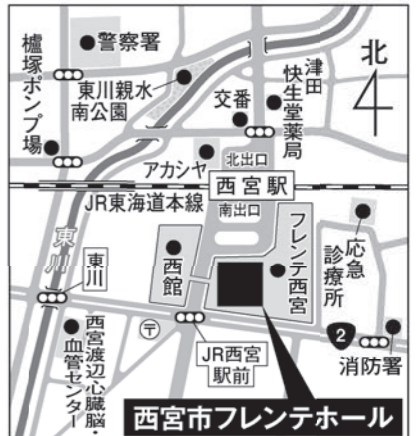 警察署
北
櫨塚ポンプ場
東川親水
南公園
交番
津田
快生堂薬局
アカシヤ
北出口
西宮駅
JR東海道本線
南出口
東川
東川
西館
フレンテ西宮
応急
診療所
〒
JR西宮
駅前
2
消防署
西宮渡辺心臓脳・
血管センター
西宮市フレンテホール